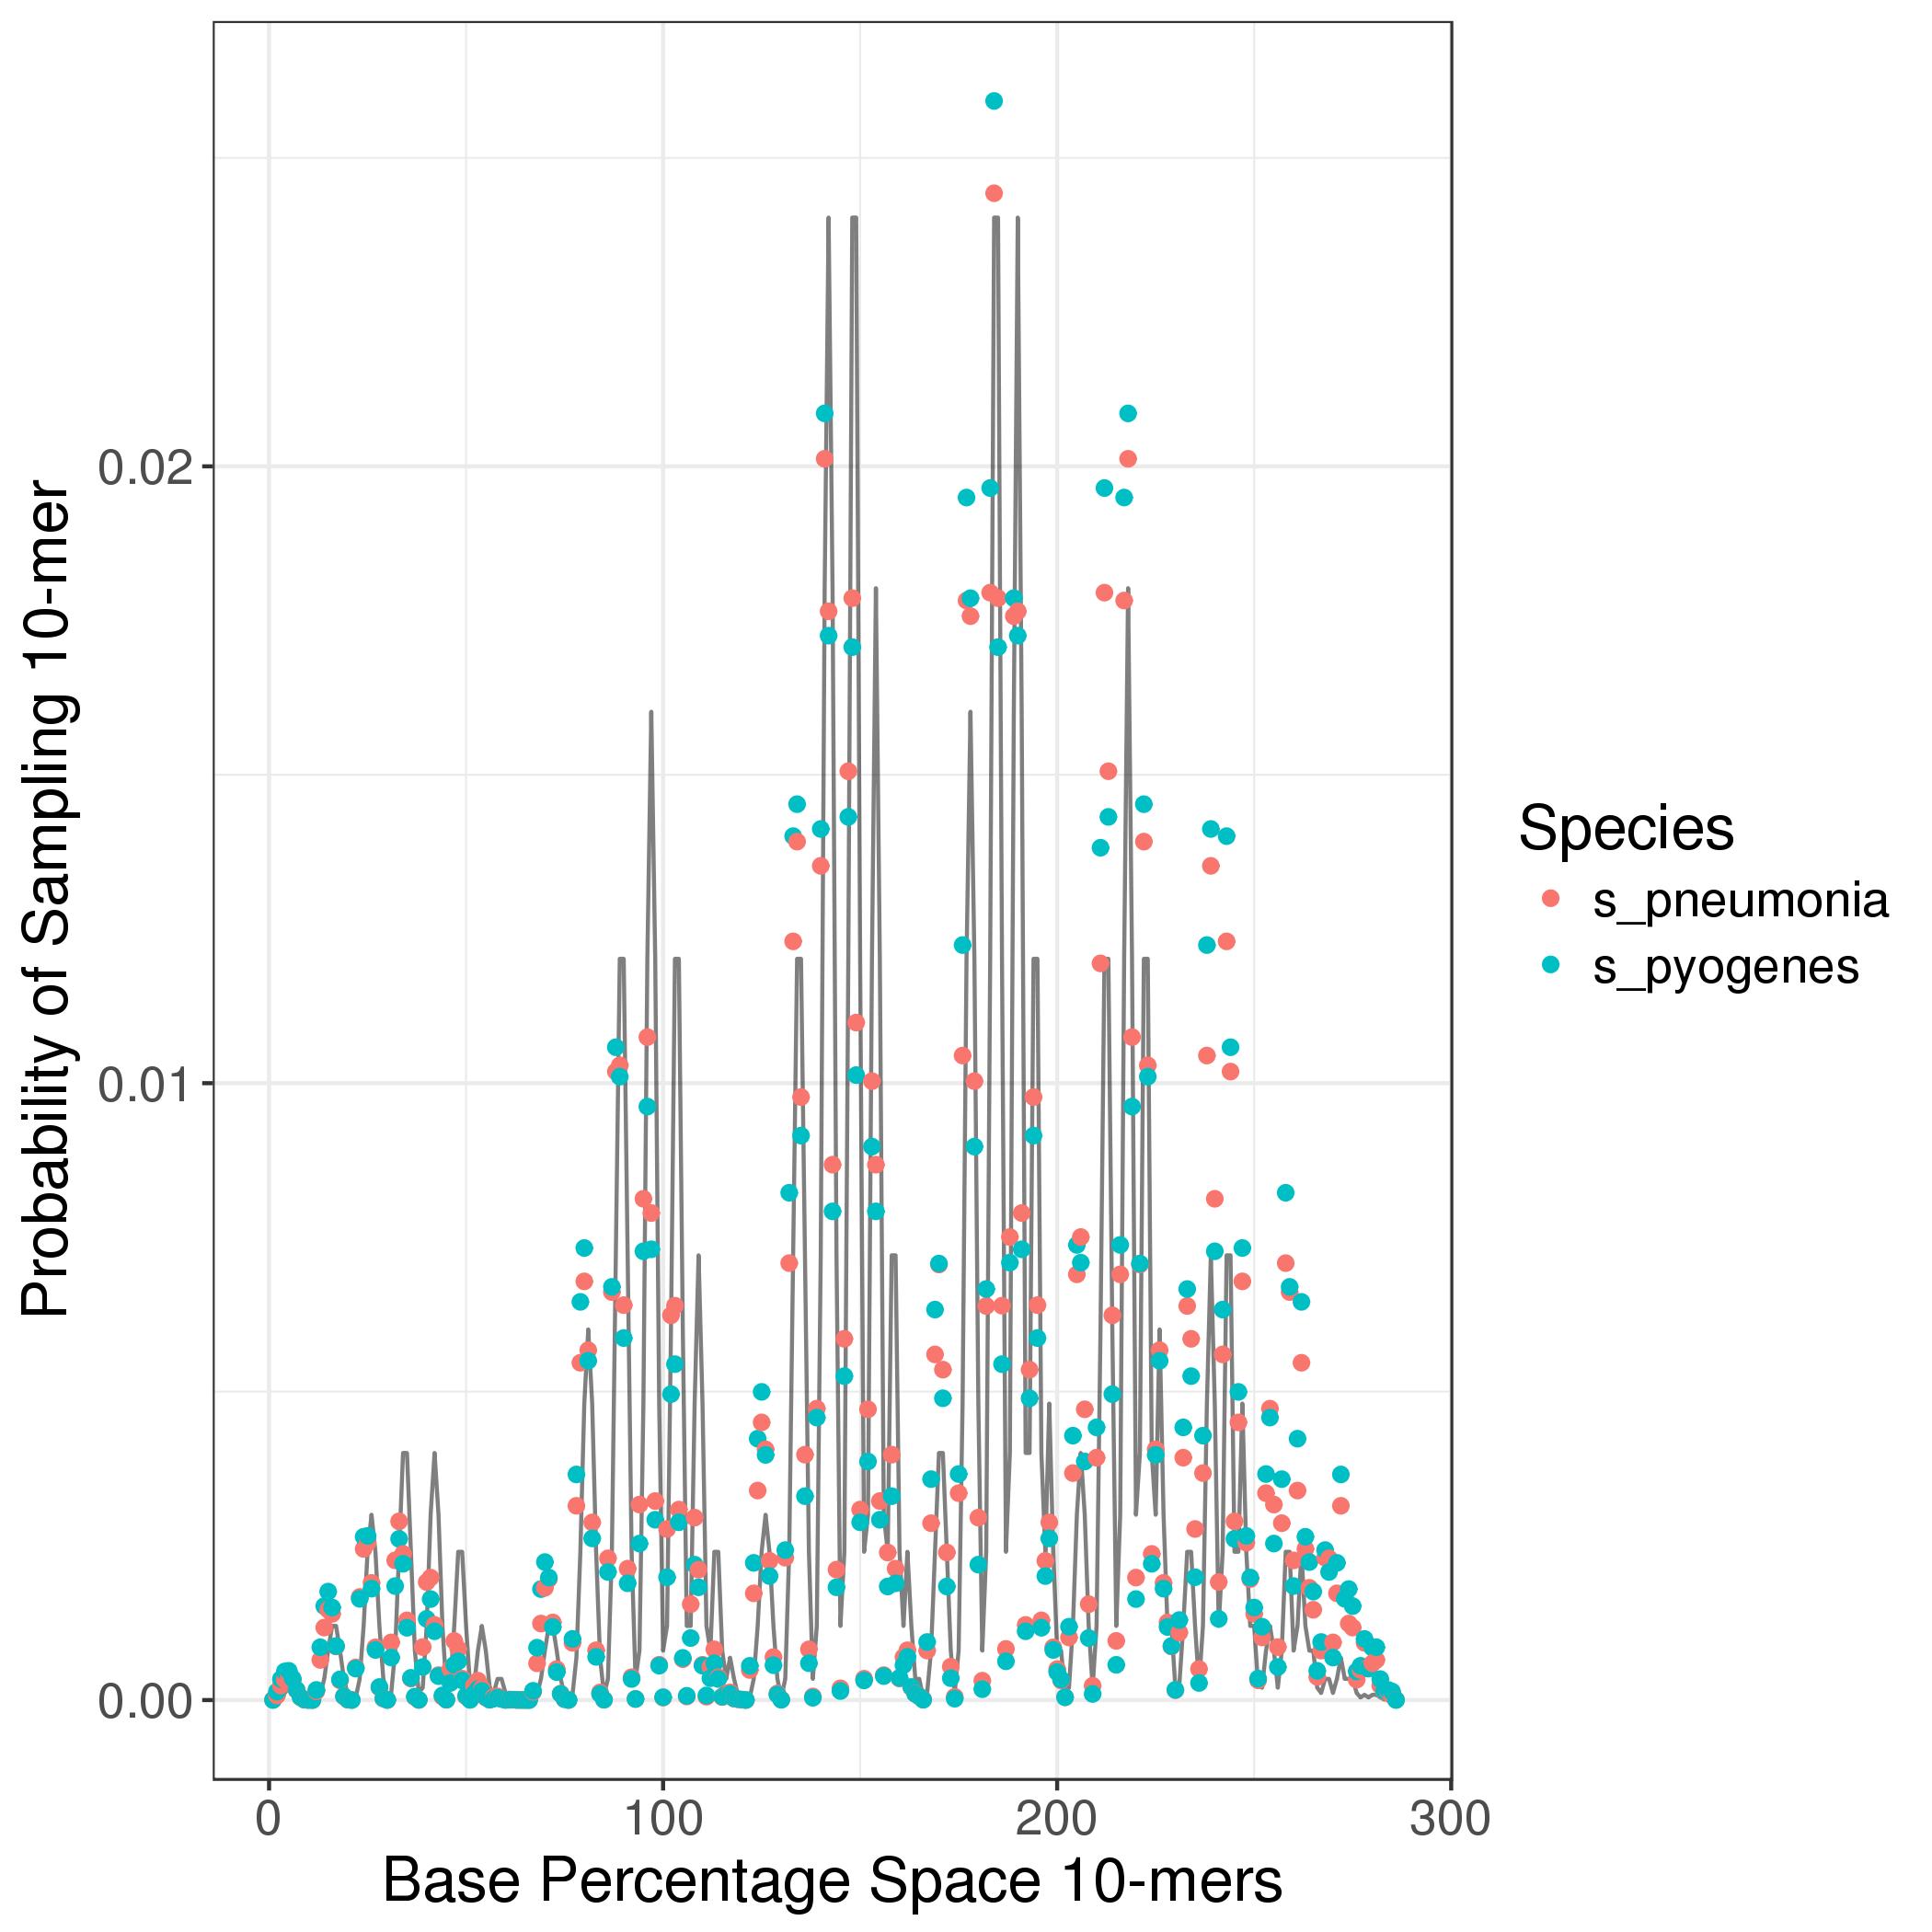 Probability of Sampling 10-mer
0.02
0.01
0.00
0
100
200
300
Base Percentage Space 10-mers
Species
s_pneumonia
s_pyogenes